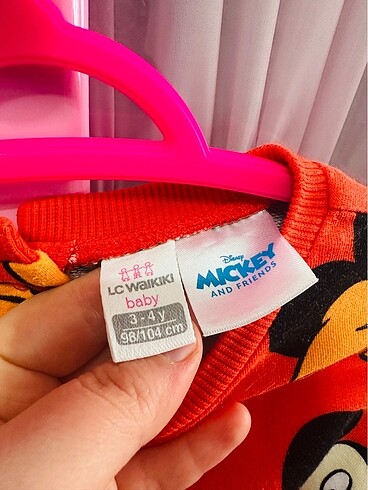 LC WAIKIKI
baby
3 - 4 y
98/104 cm
Disney
MICKEY
AND FRIENDS